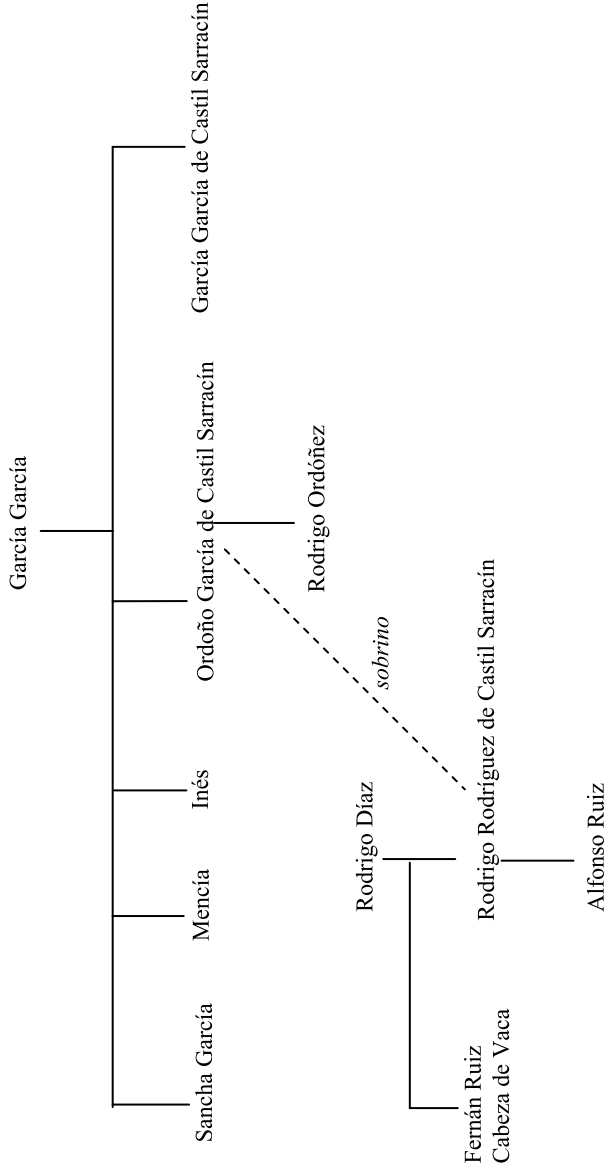 García García
Sancha García
Mencía
Inés
Ordoño García de Castil Sarracín
García García de Castil Sarracín
Rodrigo Ordóñez
sobrino
Rodrigo Díaz
Fernán Ruiz
Cabeza de Vaca
Rodrigo Rodríguez de Castil Sarracín
Alfonso Ruiz